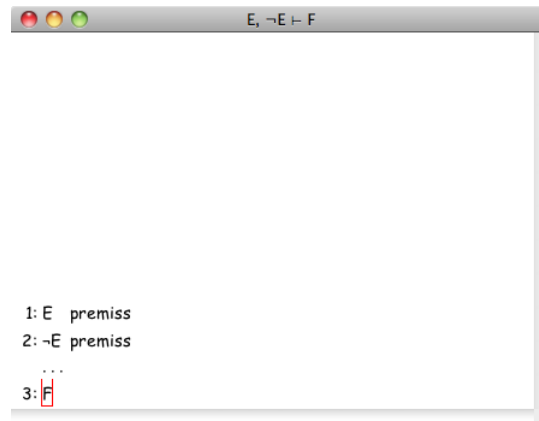 E, ¬E ⊢ F
1: E premiss
2: ¬E premiss
...
3: F